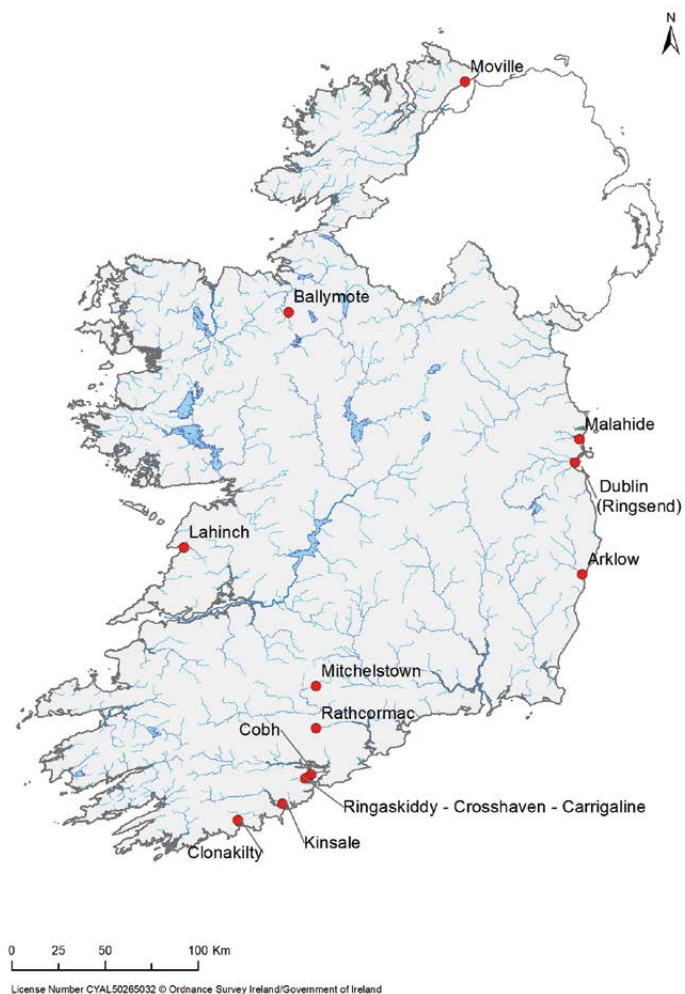 N
Moville
Ballymote
Malahide
Dublin
(Ringsend)
Lahinch
Arklow
Mitchelstown
Rathcormac
Cobh
Ringaskiddy - Crosshaven - Carrigaline
Kinsale
Clonakilty
0 25 50 100 Km
License Number CYAL50265032 © Ordnance Survey Ireland/Government of Ireland